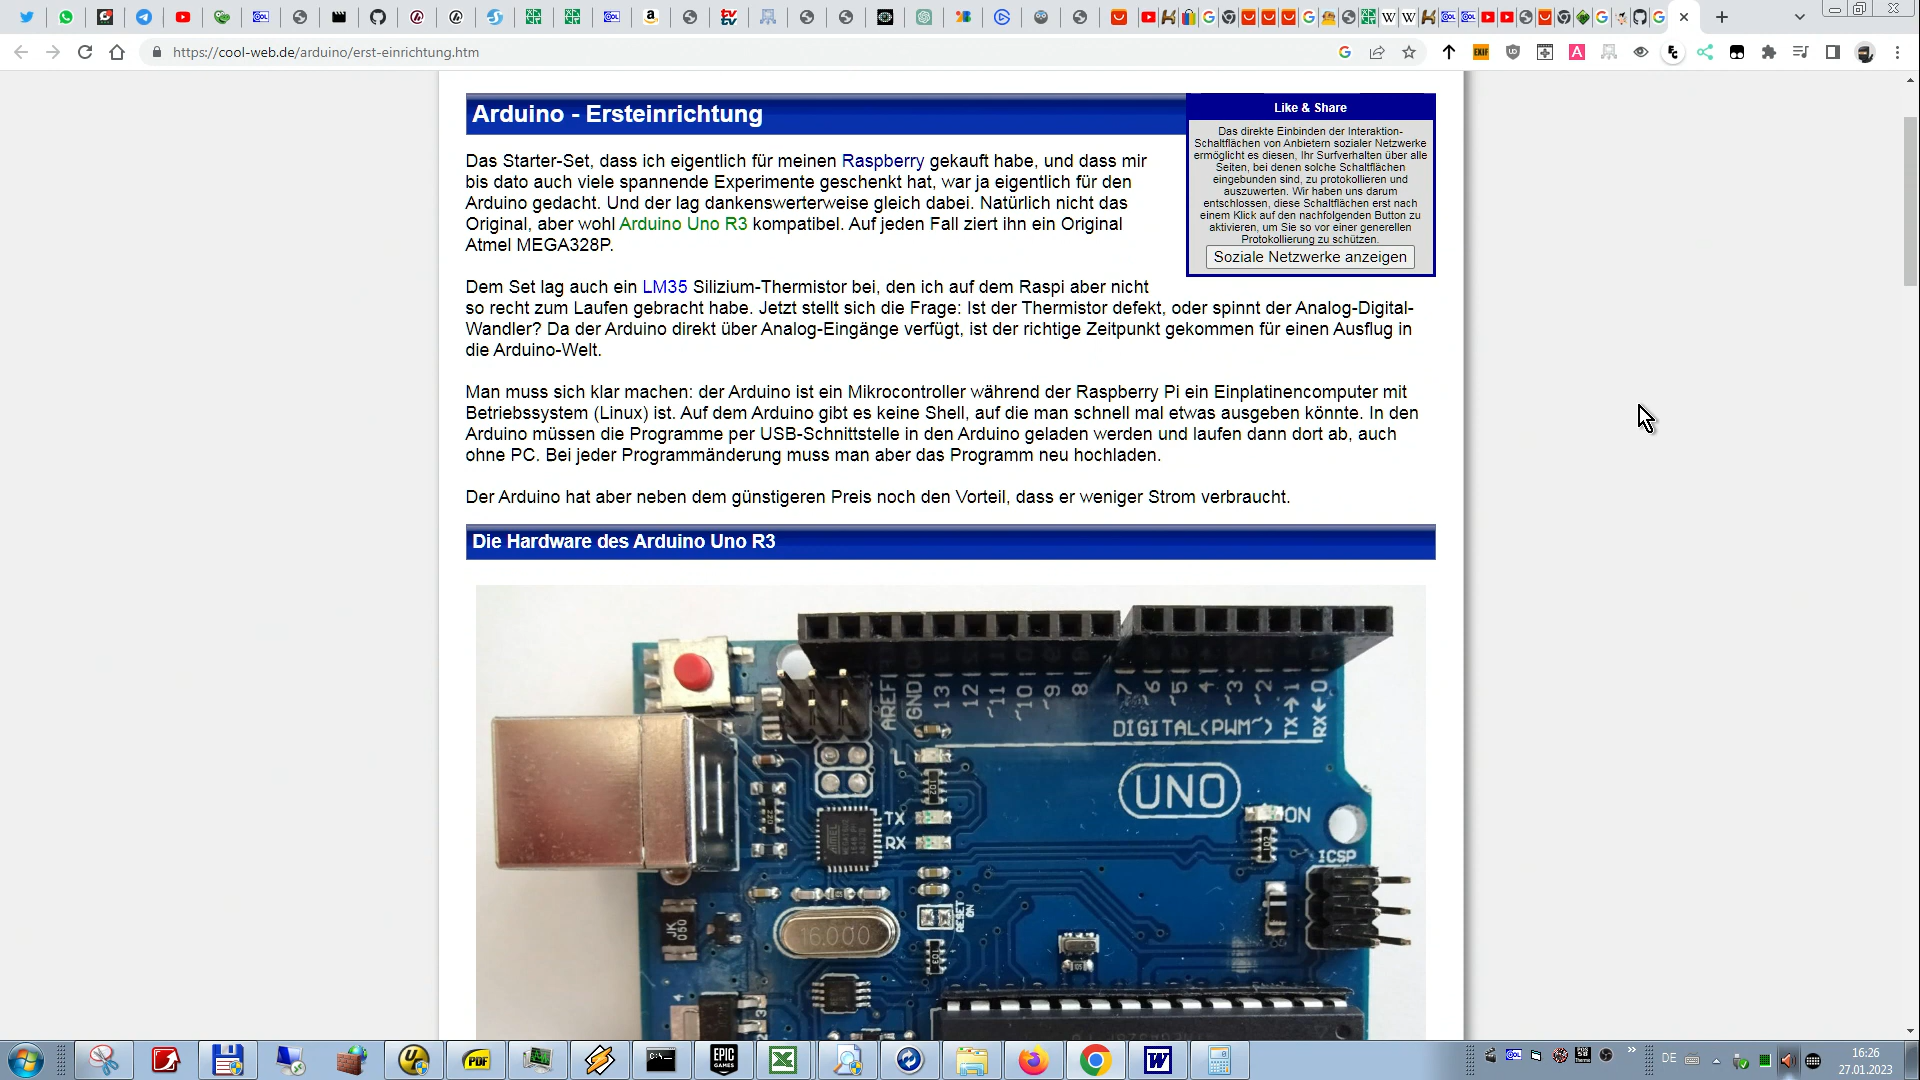 https://cool-web.de/arduino/erst-einrichtung.htm
Arduino - Ersteinrichtung
Like & Share
Das direkte Einbinden der Interaktion-
Schaltflächen von Anbietern sozialer Netzwerke
ermöglicht es diesen, Ihr Surfverhalten über alle
Seiten, bei denen solche Schaltflächen
eingebunden sind, zu protokollieren und
auszuwerten. Wir haben uns darum
entschlossen, diese Schaltflächen erst nach
einem Klick auf den nachfolgenden Button zu
aktivieren, um Sie so vor einer generellen
Protokollierung zu schützen.
Soziale Netzwerke anzeigen
Das Starter-Set, dass ich eigentlich für meinen Raspberry gekauft habe, und dass mir
bis dato auch viele spannende Experimente geschenkt hat, war ja eigentlich für den
Arduino gedacht. Und der lag dankenswerterweise gleich dabei. Natürlich nicht das
Original, aber wohl Arduino Uno R3 kompatibel. Auf jeden Fall ziert ihn ein Original
Atmel MEGA328P.
Dem Set lag auch ein LM35 Silizium-Thermistor bei, den ich auf dem Raspi aber nicht
so recht zum Laufen gebracht habe. Jetzt stellt sich die Frage: Ist der Thermistor defekt, oder spinnt der Analog-Digital-
Wandler? Da der Arduino direkt über Analog-Eingänge verfügt, ist der richtige Zeitpunkt gekommen für einen Ausflug in
die Arduino-Welt.
Man muss sich klar machen: der Arduino ist ein Mikrocontroller während der Raspberry Pi ein Einplatinencomputer mit
Betriebssystem (Linux) ist. Auf dem Arduino gibt es keine Shell, auf die man schnell mal etwas ausgeben könnte. In den
Arduino müssen die Programme per USB-Schnittstelle in den Arduino geladen werden und laufen dann dort ab, auch
ohne PC. Bei jeder Programmänderung muss man aber das Programm neu hochladen.
Der Arduino hat aber neben dem günstigeren Preis noch den Vorteil, dass er weniger Strom verbraucht.
Die Hardware des Arduino Uno R3
AREF GND 13 12 ~11 ~10 ~9 8 7 ~6 ~5 4 ~3 2 TX→1 RX←0
DIGITAL(PWM~)
L
UNO
TX
RX
ON
ICSP
RESET
16.000
JK
050
DE
16:26
27.01.2023